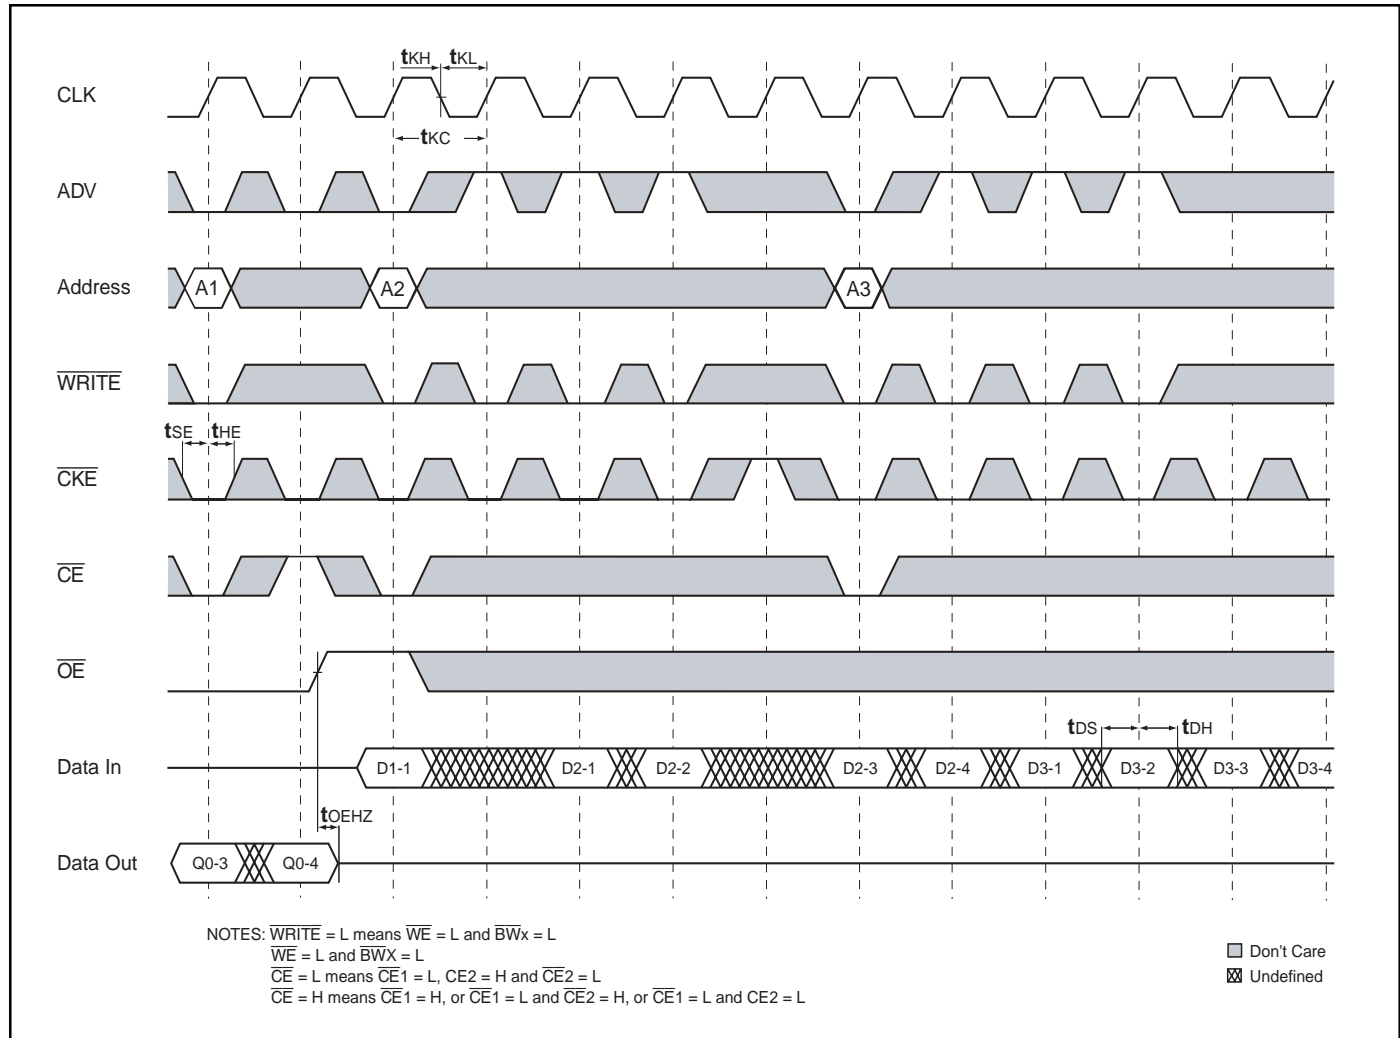 tKH tKL
CLK
tKC
ADV
Address A1 A2 A3
WRITE
tSE tHE
CKE
CE
OE
tDS tDH
Data In D1-1 D2-1 D2-2 D2-3 D2-4 D3-1 D3-2 D3-3 D3-4
tOEHZ
Data Out Q0-3 Q0-4
NOTES: WRITE = L means WE = L and BWx = L
WE = L and BWX = L
CE = L means CE1 = L, CE2 = H and CE2 = L
CE = H means CE1 = H, or CE1 = L and CE2 = H, or CE1 = L and CE2 = L
Don't Care
Undefined